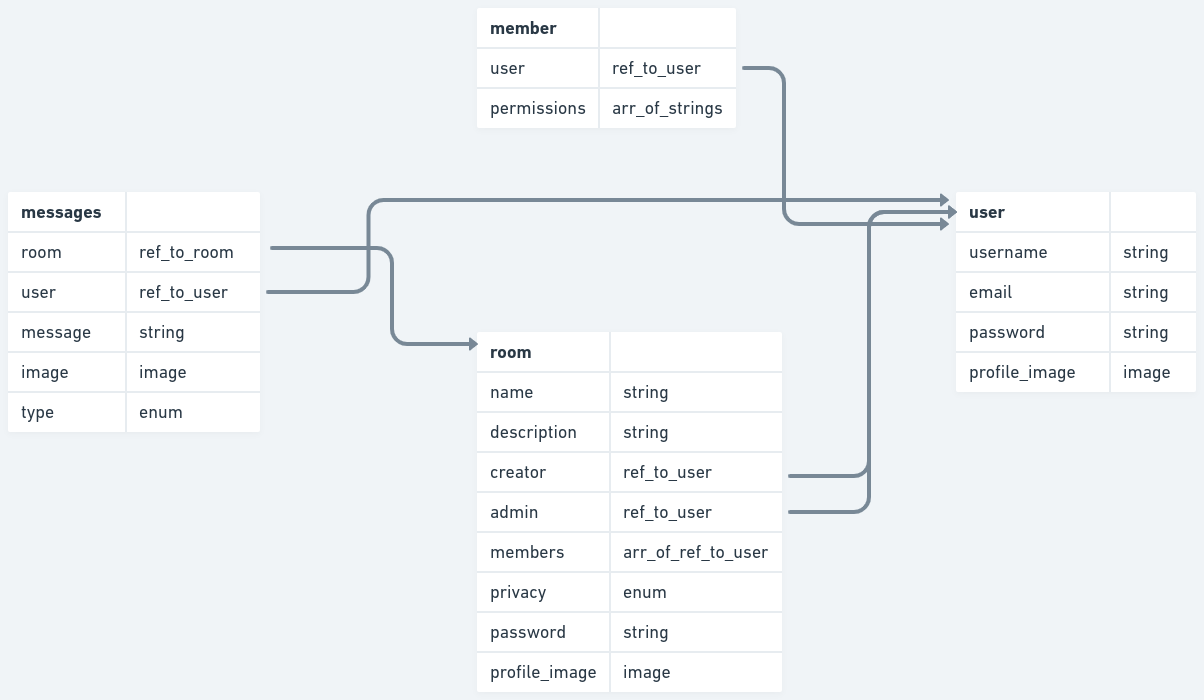 member
user ref_to_user
permissions arr_of_strings
messages
room ref_to_room
user ref_to_user
message string
image image
type enum
room
name string
description string
creator ref_to_user
admin ref_to_user
members arr_of_ref_to_user
privacy enum
password string
profile_image image
user
username string
email string
password string
profile_image image